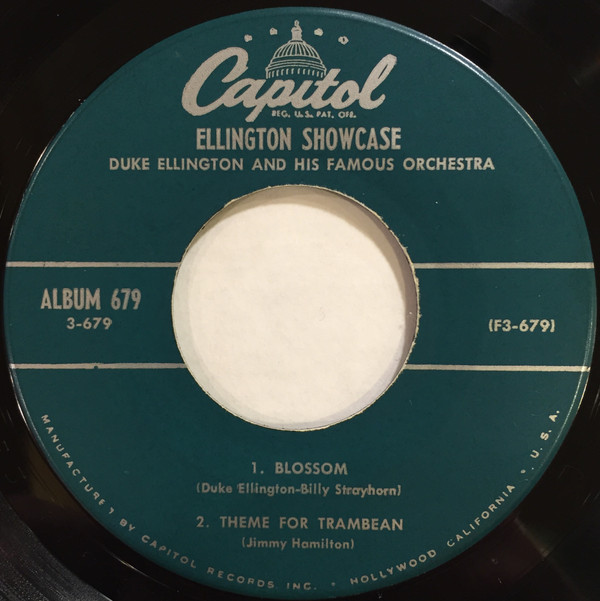 Capitol
REG. U.S. PAT. OFF.
ELLINGTON SHOWCASE
DUKE ELLINGTON AND HIS FAMOUS ORCHESTRA
ALBUM 679
3-679
(F3-679)
1. BLOSSOM
(Duke Ellington-Billy Strayhorn)
2. THEME FOR TRAMBEAN
(Jimmy Hamilton)
MANUFACTURED BY CAPITOL RECORDS INC. • HOLLYWOOD CALIFORNIA • U.S.A.